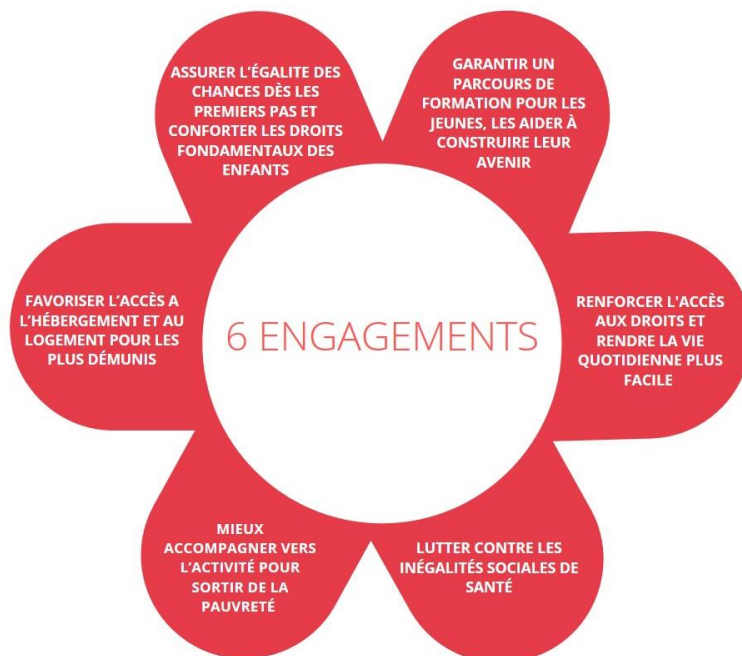 ASSURER L'ÉGALITE DES
CHANCES DÈS LES
PREMIERS PAS ET
CONFORTER LES DROITS
FONDAMENTAUX DES
ENFANTS
GARANTIR UN
PARCOURS DE
FORMATION POUR LES
JEUNES, LES AIDER À
CONSTRUIRE LEUR
AVENIR
FAVORISER L'ACCÈS A
L'HÉBERGEMENT ET AU
LOGEMENT POUR LES
PLUS DÉMUNIS
6 ENGAGEMENTS
RENFORCER L'ACCÈS
AUX DROITS ET
RENDRE LA VIE
QUOTIDIENNE PLUS
FACILE
MIEUX
ACCOMPAGNER VERS
L'ACTIVITÉ POUR
SORTIR DE LA
PAUVRETÉ
LUTTER CONTRE LES
INÉGALITÉS SOCIALES DE
SANTÉ